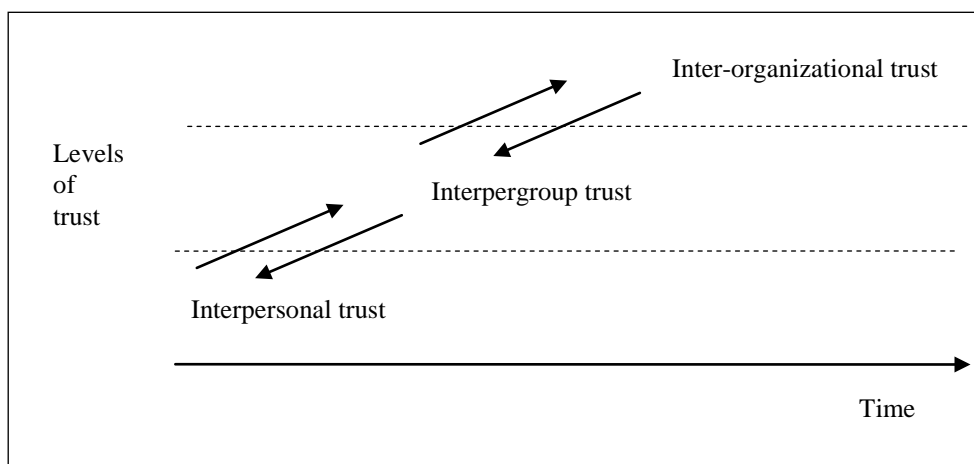 Inter-organizational trust
Levels
of
trust
Interpergroup trust
Interpersonal trust
Time